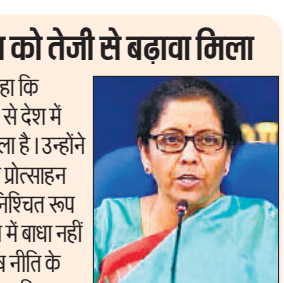 को तेजी से बढ़ावा मिला
हा कि
से देश में
ला है । उन्होंने
प्रोत्साहन
निश्चित रूप
में बाधा नहीं
नीति के